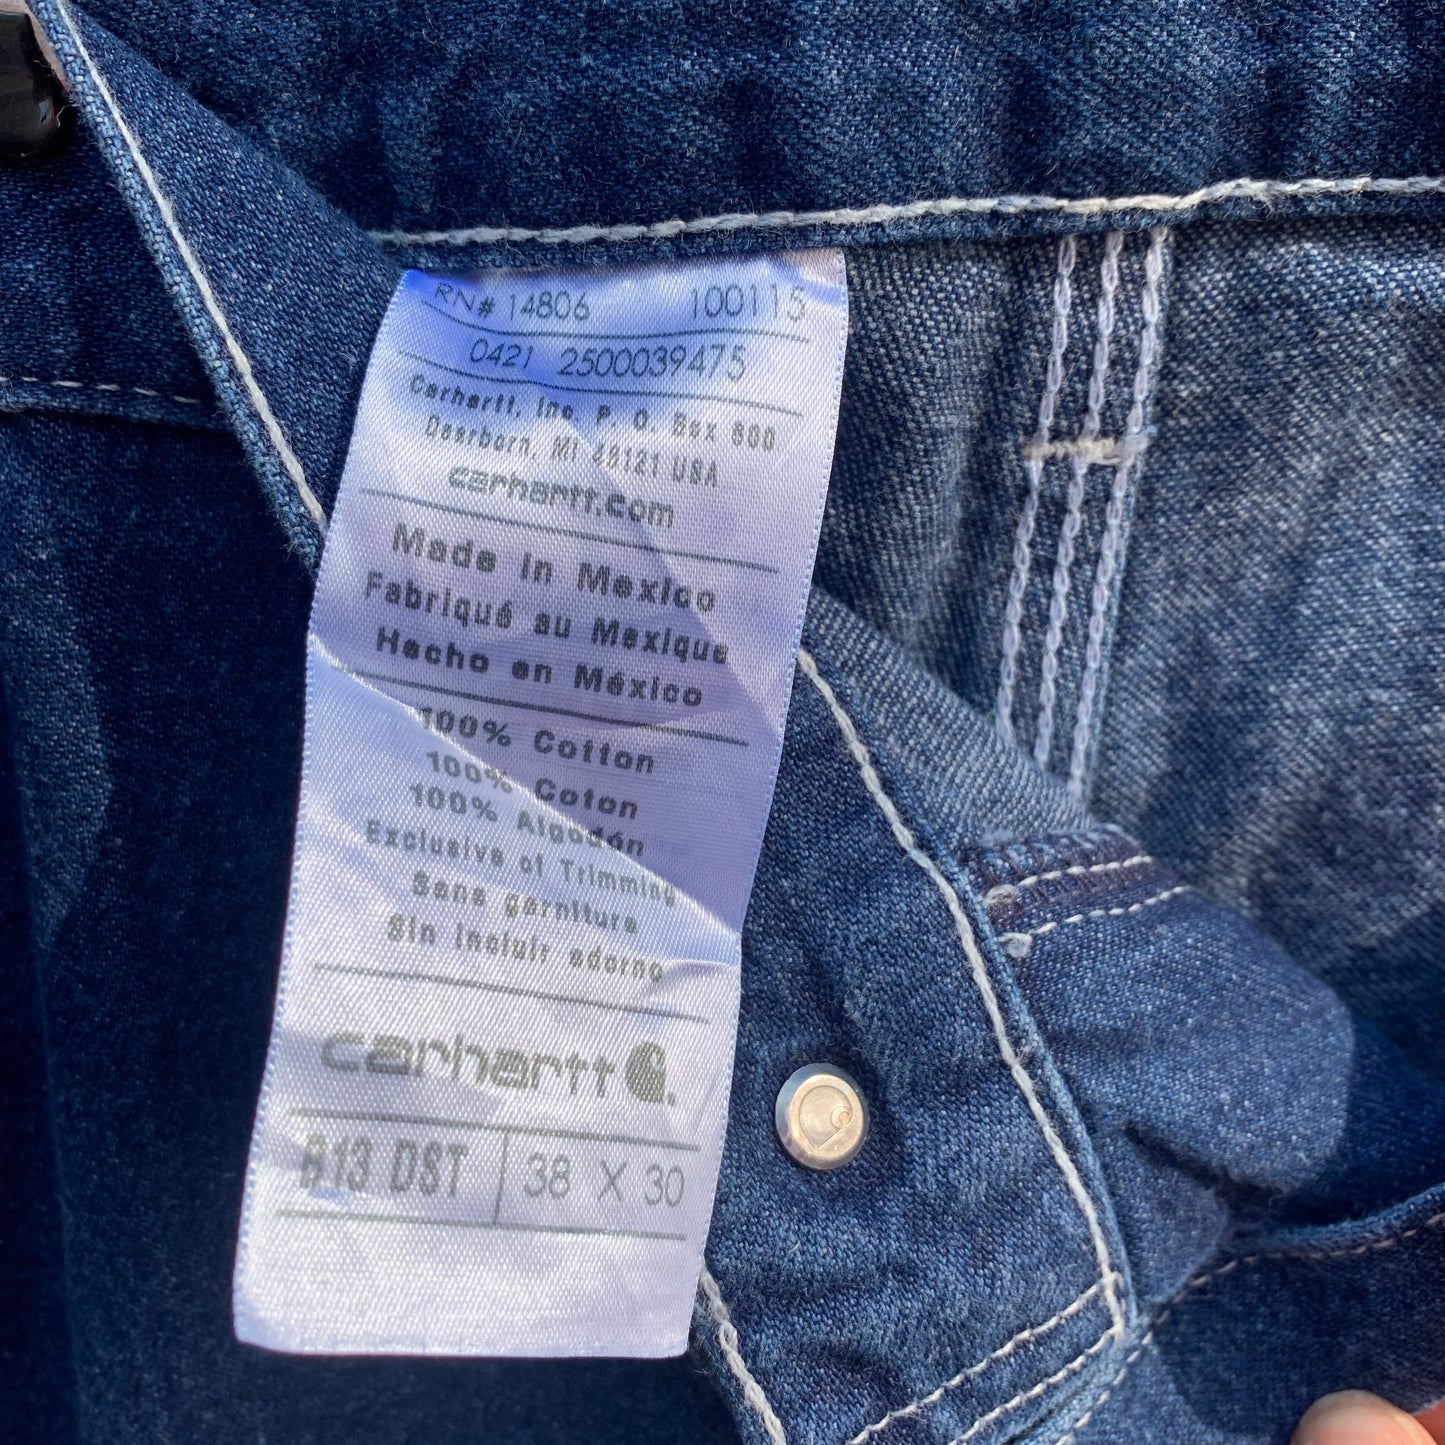 RN# 14806 100115
0421 2500039475
Carhartt, Inc. P. O. Box 600
Dearborn, MI 48121 USA
carhartt.com
Made in Mexico
Fabriqué au Mexique
Hecho en México
100% Cotton
100% Coton
100% Algodón
Exclusive of Trimming
Sans garniture
Sin incluir adorno
carhartt
B13 DST 38 X 30